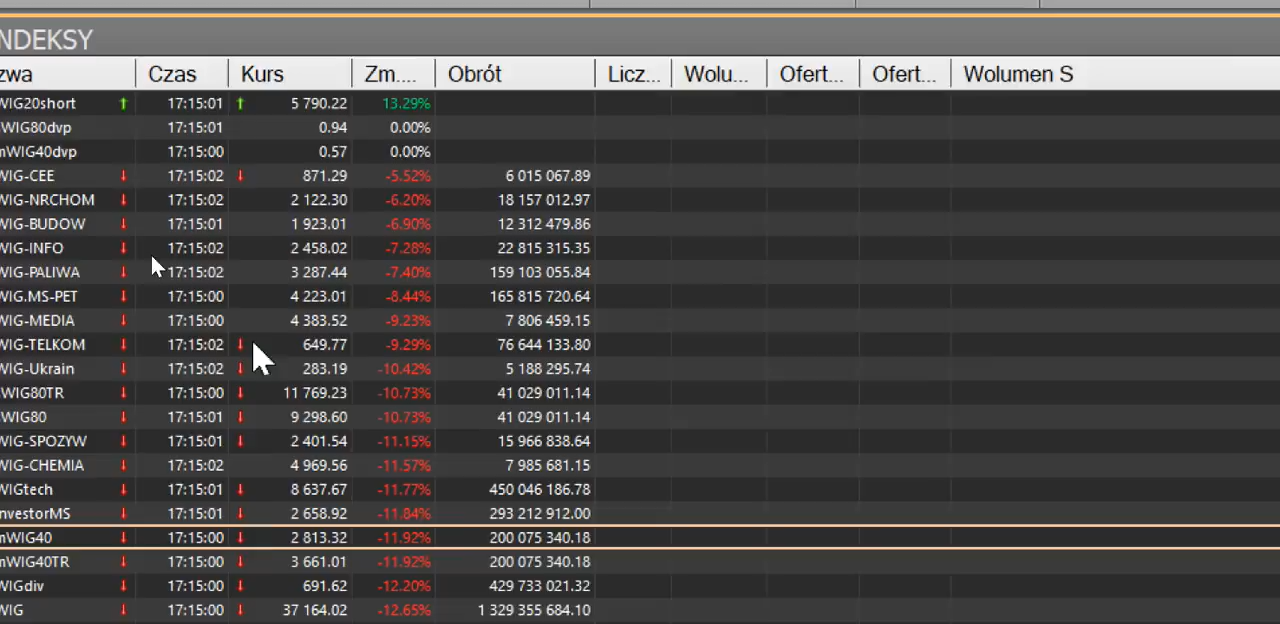 NDEKSY
zwa Czas Kurs Zm.... Obrót Licz... Wolu... Ofert... Ofert... Wolumen S
WIG20short 17:15:01 5 790.22 13.29%
WIG80dvp 17:15:01 0.94 0.00%
mWIG40dvp 17:15:00 0.57 0.00%
WIG-CEE 17:15:02 871.29 -5.52% 6 015 067.89
WIG-NRCHOM 17:15:02 2 122.30 -6.20% 18 157 012.97
WIG-BUDOW 17:15:01 1 923.01 -6.90% 12 312 479.86
WIG-INFO 17:15:02 2 458.02 -7.28% 22 815 315.35
WIG-PALIWA 17:15:02 3 287.44 -7.40% 159 103 055.84
WIG.MS-PET 17:15:00 4 223.01 -8.44% 165 815 720.64
WIG-MEDIA 17:15:00 4 383.52 -9.23% 7 806 459.15
WIG-TELKOM 17:15:02 649.77 -9.29% 76 644 133.80
WIG-Ukrain 17:15:02 283.19 -10.42% 5 188 295.74
WIG80TR 17:15:00 11 769.23 -10.73% 41 029 011.14
WIG80 17:15:01 9 298.60 -10.73% 41 029 011.14
WIG-SPOZYW 17:15:01 2 401.54 -11.15% 15 966 838.64
WIG-CHEMIA 17:15:02 4 969.56 -11.57% 7 985 681.15
WIGtech 17:15:01 8 637.67 -11.77% 450 046 186.78
nvestorMS 17:15:01 2 658.92 -11.84% 293 212 912.00
mWIG40 17:15:00 2 813.32 -11.92% 200 075 340.18
mWIG40TR 17:15:00 3 661.01 -11.92% 200 075 340.18
WIGdiv 17:15:00 691.62 -12.20% 429 733 021.32
WIG 17:15:00 37 164.02 -12.65% 1 329 355 684.10